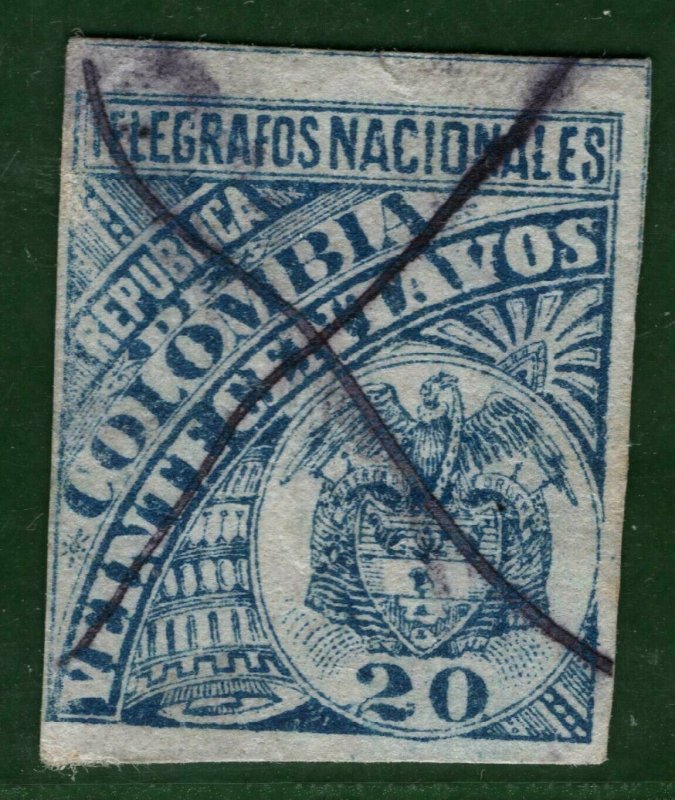 TELEGRAFOS NACIONALES
REPUBLICA
DE
COLOMBIA
VEINTE CENTAVOS
20